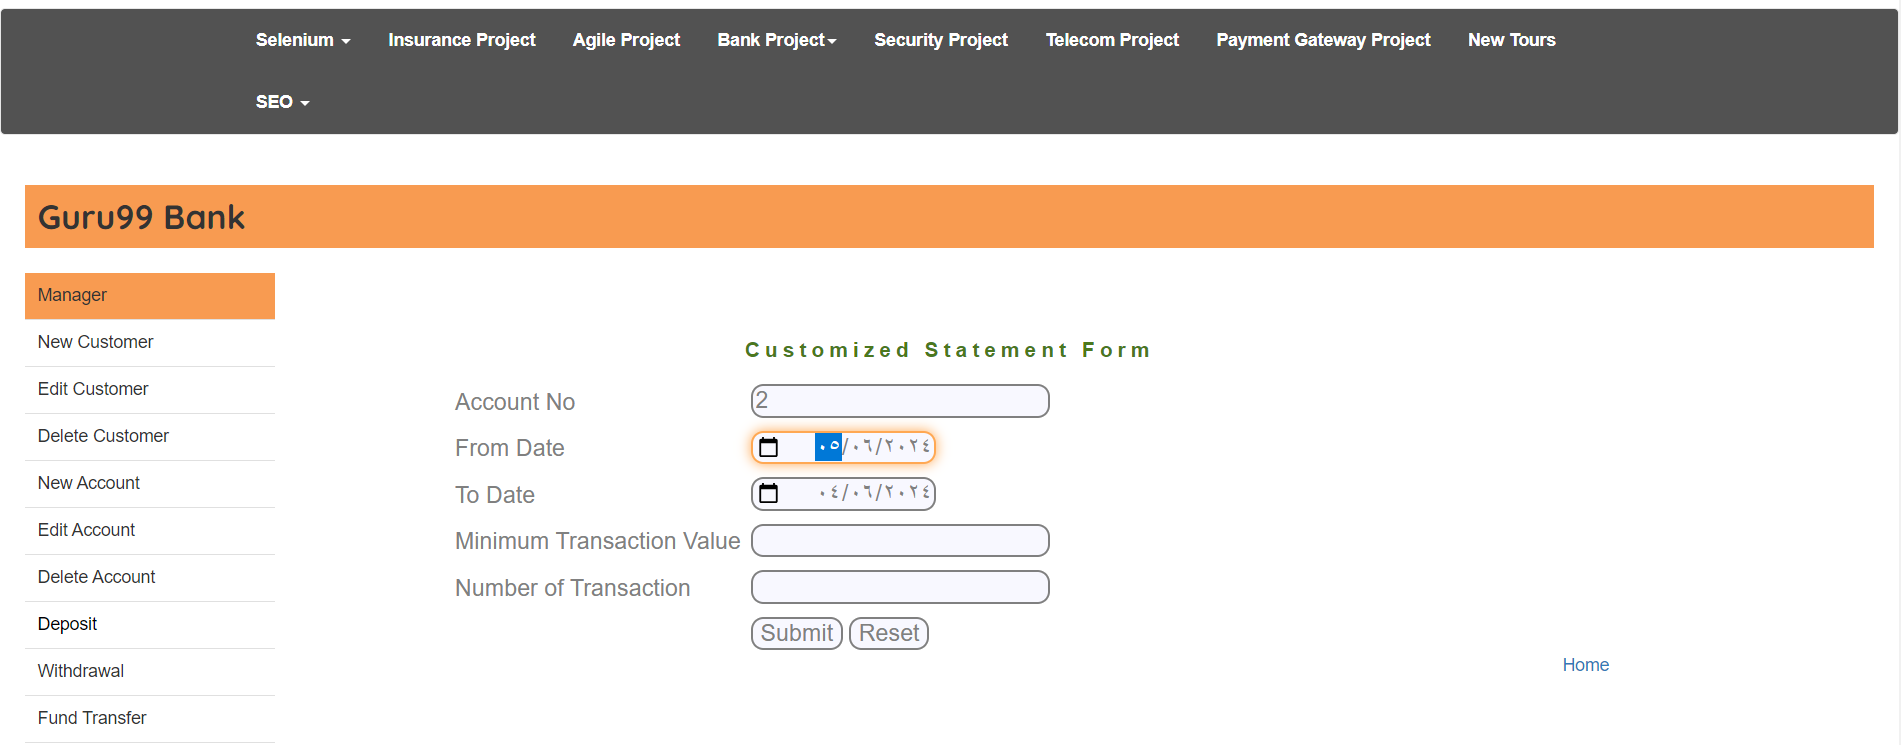 Selenium Insurance Project Agile Project Bank Project Security Project Telecom Project Payment Gateway Project New Tours
SEO
Guru99 Bank
Manager
New Customer
Edit Customer
Delete Customer
New Account
Edit Account
Delete Account
Deposit
Withdrawal
Fund Transfer
Customized Statement Form
Account No 2
From Date ٠٥/٠٦/٢٠٢٤
To Date ٠٤/٠٦/٢٠٢٤
Minimum Transaction Value
Number of Transaction
Submit Reset
Home